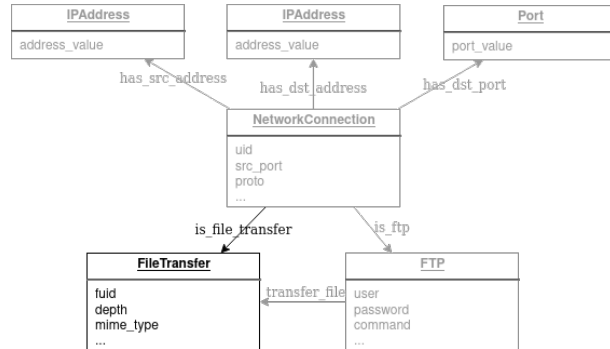 IPAddress
address_value
IPAddress
address_value
Port
port_value
has_src_address
has_dst_address
has_dst_port
NetworkConnection
uid
src_port
proto
...
is_file_transfer
is_ftp
FileTransfer
fuid
depth
mime_type
...
transfer_file
FTP
user
password
command
...